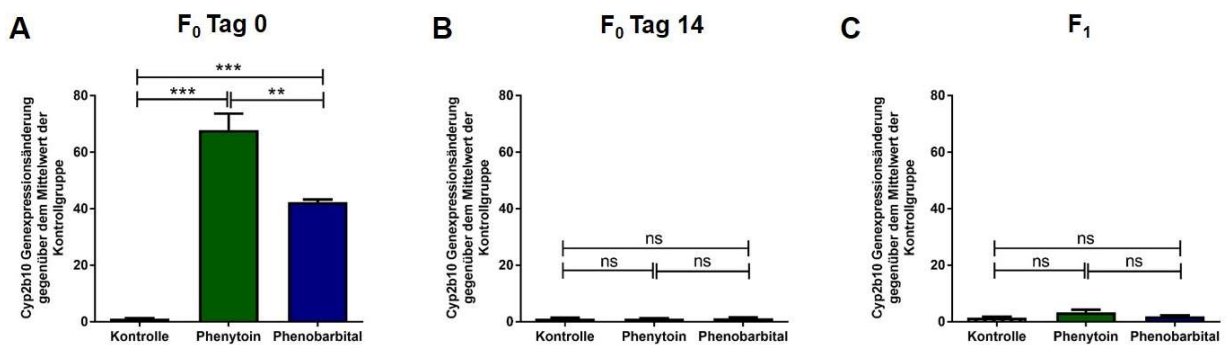 A
F0 Tag 0
***
***
**
80
60
40
20
0
Cyp2b10 Genexpressionsänderung
gegenüber dem Mittelwert der
Kontrollgruppe
Kontrolle
Phenytoin
Phenobarbital
B
F0 Tag 14
ns
ns
ns
80
60
40
20
0
Cyp2b10 Genexpressionsänderung
gegenüber dem Mittelwert der
Kontrollgruppe
Kontrolle
Phenytoin
Phenobarbital
C
F1
ns
ns
ns
80
60
40
20
0
Cyp2b10 Genexpressionsänderung
gegenüber dem Mittelwert der
Kontrollgruppe
Kontrolle
Phenytoin
Phenobarbital